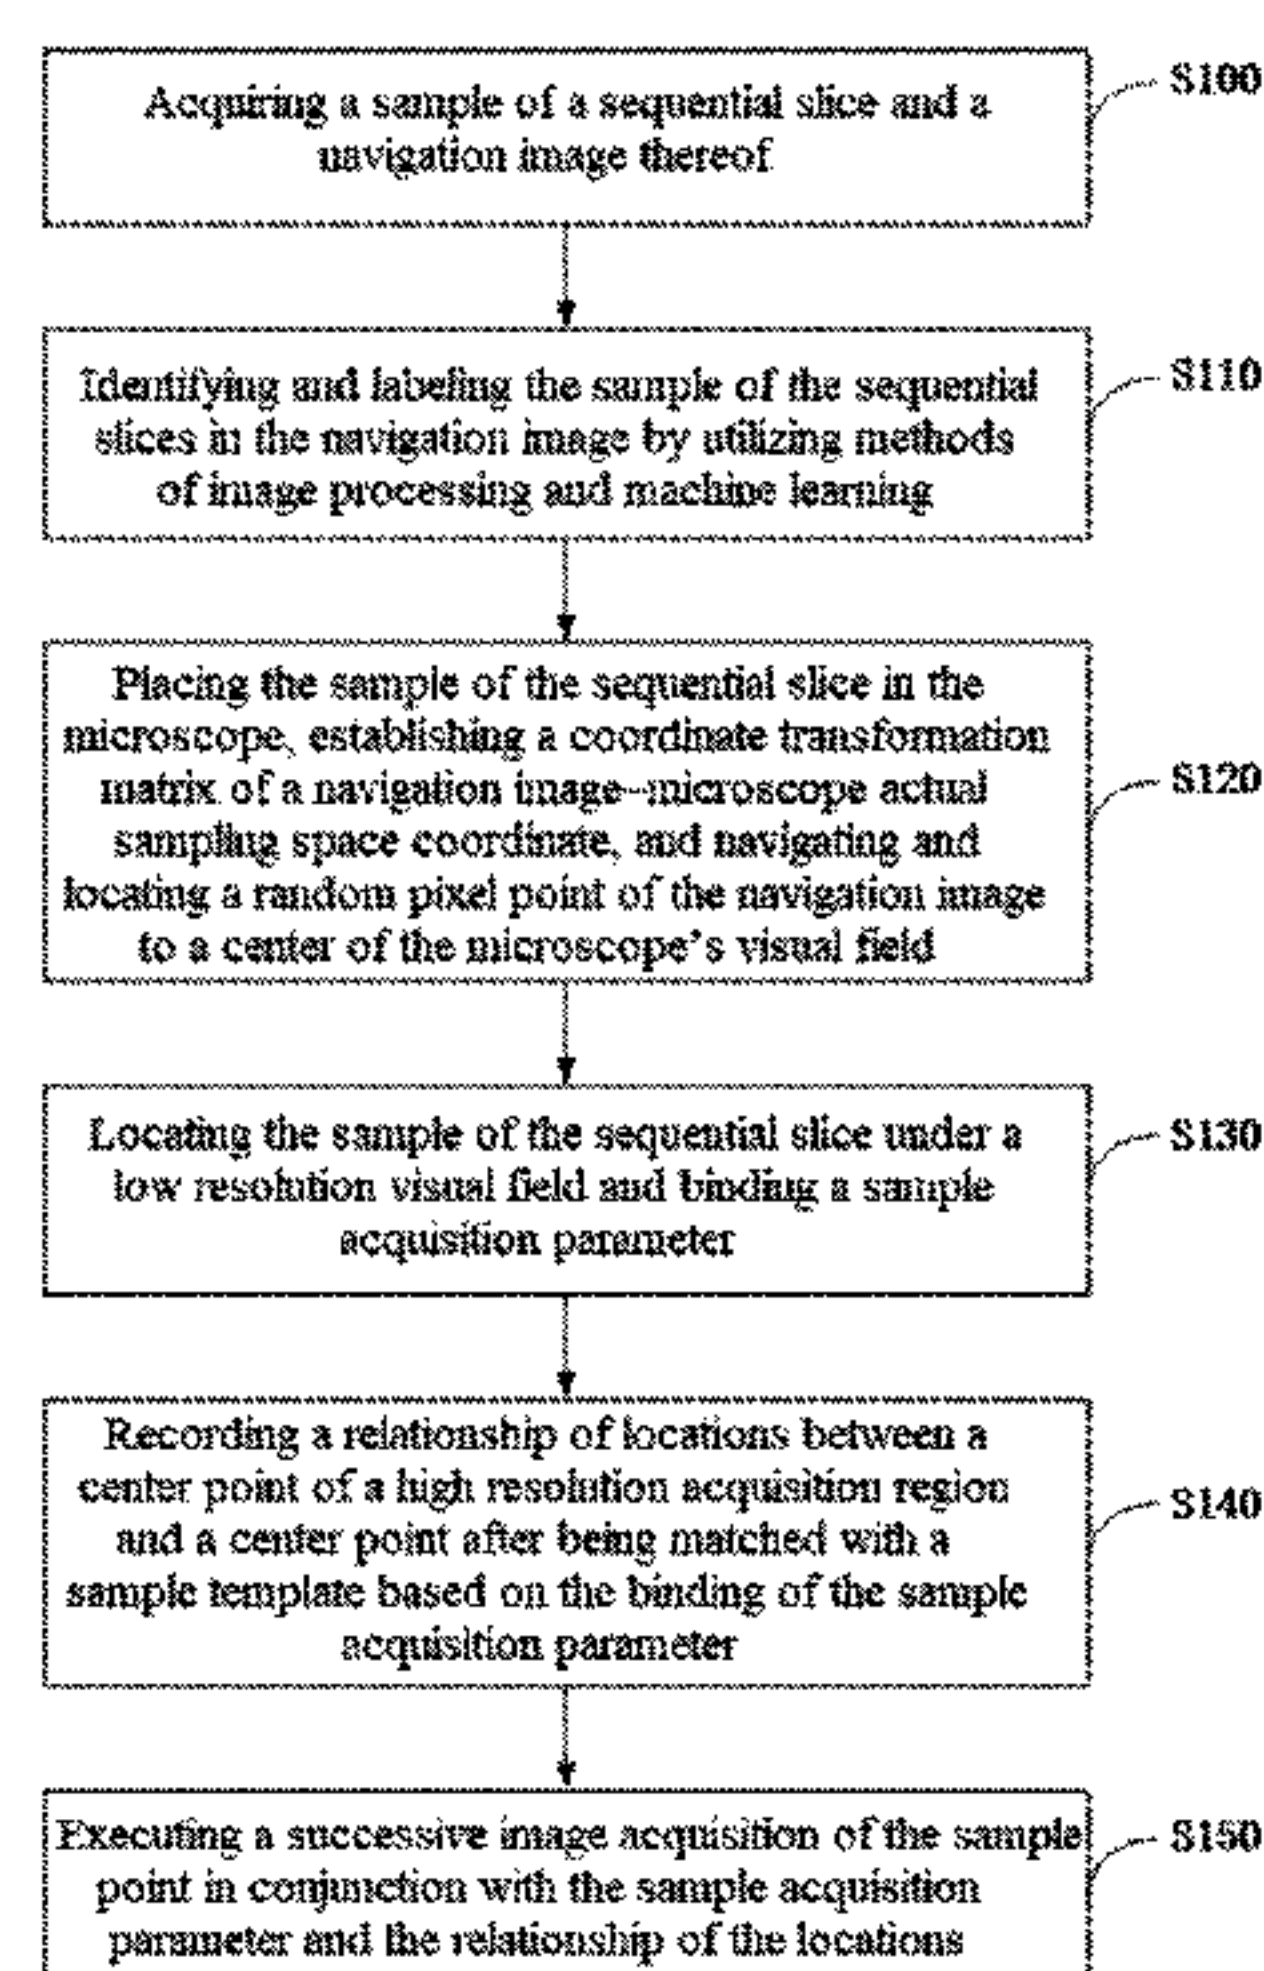 Acquiring a sample of a sequential slice and a
navigation image thereof
S100
Identifying and labeling the sample of the sequential
slices in the navigation image by utilizing methods
of image processing and machine learning
S110
Placing the sample of the sequential slice in the
microscope, establishing a coordinate transformation
matrix of a navigation image-microscope actual
sampling space coordinate, and navigating and
locating a random pixel point of the navigation image
to a center of the microscope's visual field
S120
Locating the sample of the sequential slice under a
low resolution visual field and binding a sample
acquisition parameter
S130
Recording a relationship of locations between a
center point of a high resolution acquisition region
and a center point after being matched with a
sample template based on the binding of the sample
acquisition parameter
S140
Executing a successive image acquisition of the sample
point in conjunction with the sample acquisition
parameter and the relationship of the locations
S150